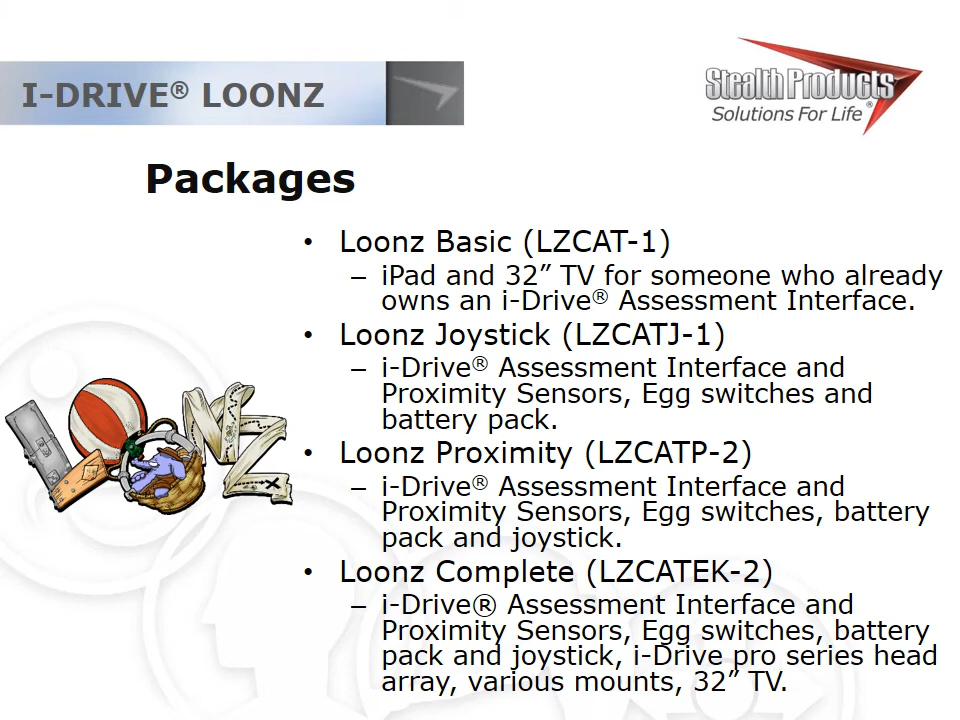 I-DRIVE® LOONZ
Stealth Products®
Solutions For Life
Packages
• Loonz Basic (LZCAT-1)
– iPad and 32” TV for someone who already
owns an i-Drive® Assessment Interface.
• Loonz Joystick (LZCATJ-1)
– i-Drive® Assessment Interface and
Proximity Sensors, Egg switches and
battery pack.
• Loonz Proximity (LZCATP-2)
– i-Drive® Assessment Interface and
Proximity Sensors, Egg switches, battery
pack and joystick.
• Loonz Complete (LZCATEK-2)
– i-Drive® Assessment Interface and
Proximity Sensors, Egg switches, battery
pack and joystick, i-Drive pro series head
array, various mounts, 32” TV.
LOONZ